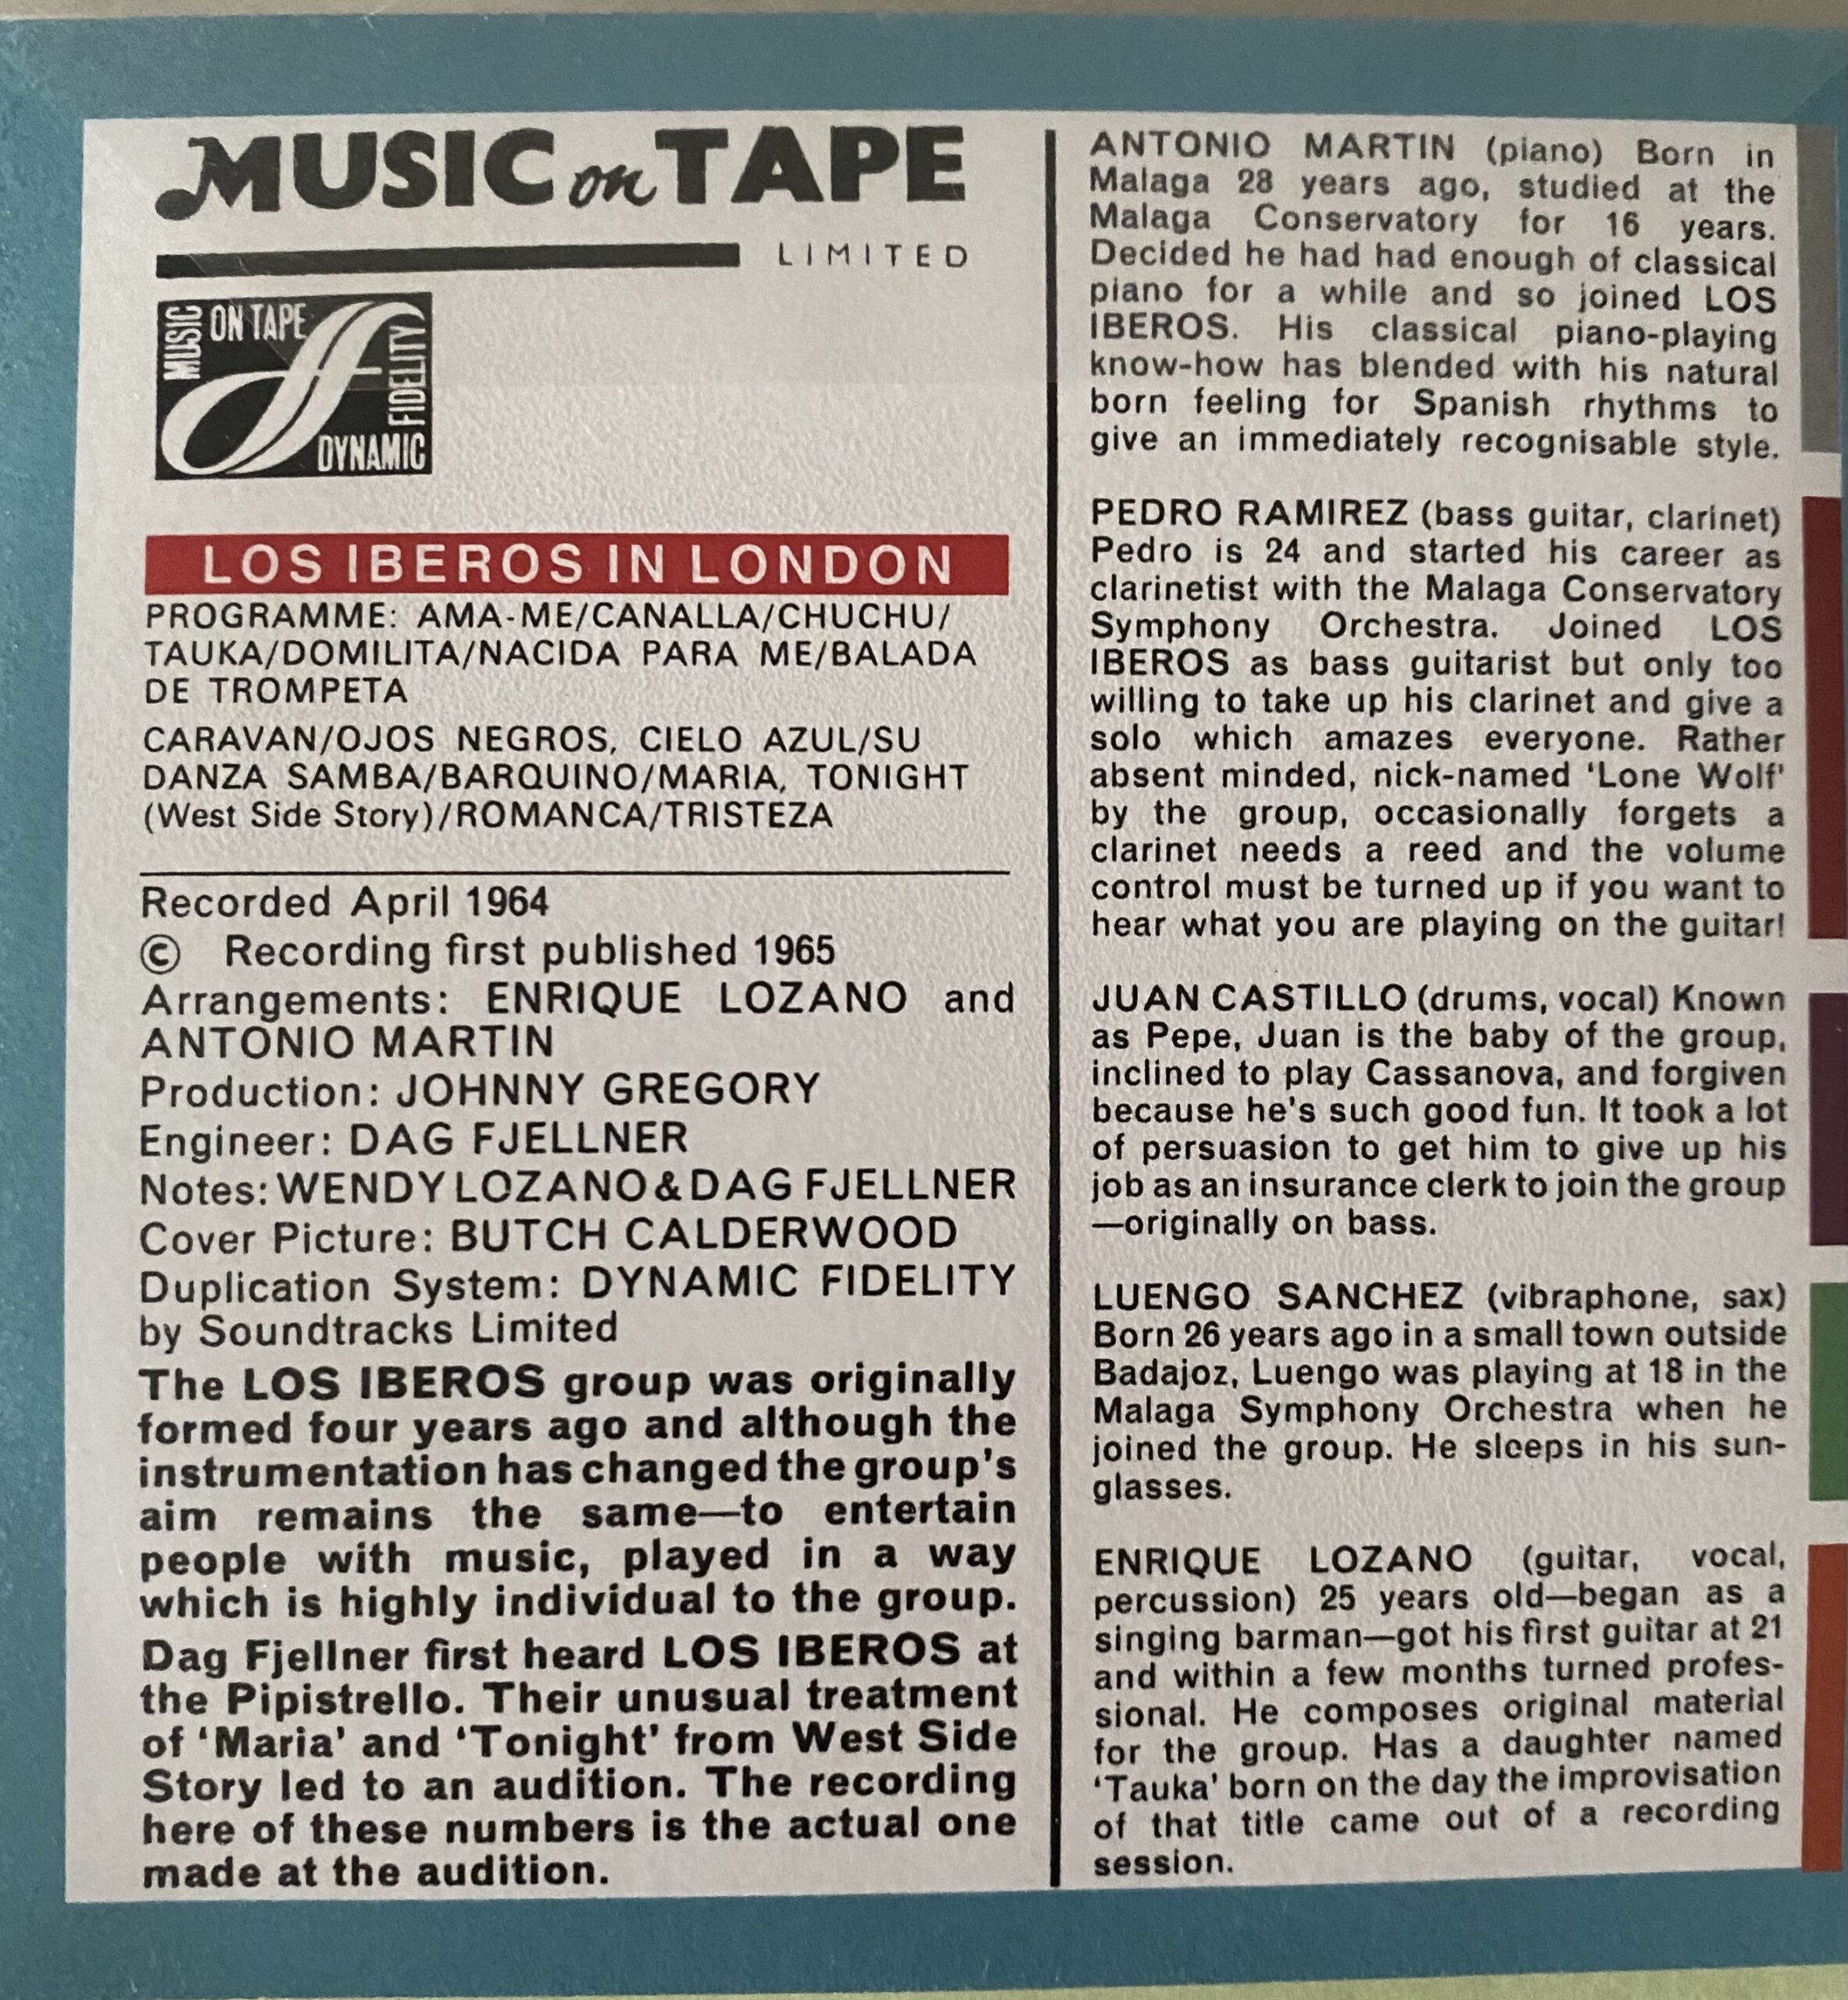 MUSIC on TAPE
LIMITED
MUSIC ON TAPE
DYNAMIC FIDELITY
LOS IBEROS IN LONDON
PROGRAMME: AMA-ME/CANALLA/CHUCHU/
TAUKA/DOMILITA/NACIDA PARA ME/BALADA
DE TROMPETA
CARAVAN/OJOS NEGROS, CIELO AZUL/SU
DANZA SAMBA/BARQUINO/MARIA, TONIGHT
(West Side Story)/ROMANCA/TRISTEZA
Recorded April 1964
© Recording first published 1965
Arrangements: ENRIQUE LOZANO and
ANTONIO MARTIN
Production: JOHNNY GREGORY
Engineer: DAG FJELLNER
Notes: WENDY LOZANO & DAG FJELLNER
Cover Picture: BUTCH CALDERWOOD
Duplication System: DYNAMIC FIDELITY
by Soundtracks Limited
The LOS IBEROS group was originally
formed four years ago and although the
instrumentation has changed the group's
aim remains the same—to entertain
people with music, played in a way
which is highly individual to the group.
Dag Fjellner first heard LOS IBEROS at
the Pipistrello. Their unusual treatment
of ‘Maria’ and ‘Tonight’ from West Side
Story led to an audition. The recording
here of these numbers is the actual one
made at the audition.
ANTONIO MARTIN (piano) Born in
Malaga 28 years ago, studied at the
Malaga Conservatory for 16 years.
Decided he had had enough of classical
piano for a while and so joined LOS
IBEROS. His classical piano-playing
know-how has blended with his natural
born feeling for Spanish rhythms to
give an immediately recognisable style.
PEDRO RAMIREZ (bass guitar, clarinet)
Pedro is 24 and started his career as
clarinetist with the Malaga Conservatory
Symphony Orchestra. Joined LOS
IBEROS as bass guitarist but only too
willing to take up his clarinet and give a
solo which amazes everyone. Rather
absent minded, nick-named ‘Lone Wolf’
by the group, occasionally forgets a
clarinet needs a reed and the volume
control must be turned up if you want to
hear what you are playing on the guitar!
JUAN CASTILLO (drums, vocal) Known
as Pepe, Juan is the baby of the group,
inclined to play Cassanova, and forgiven
because he's such good fun. It took a lot
of persuasion to get him to give up his
job as an insurance clerk to join the group
—originally on bass.
LUENGO SANCHEZ (vibraphone, sax)
Born 26 years ago in a small town outside
Badajoz, Luengo was playing at 18 in the
Malaga Symphony Orchestra when he
joined the group. He sleeps in his sun-
glasses.
ENRIQUE LOZANO (guitar, vocal,
percussion) 25 years old—began as a
singing barman—got his first guitar at 21
and within a few months turned profes-
sional. He composes original material
for the group. Has a daughter named
‘Tauka’ born on the day the improvisation
of that title came out of a recording
session.